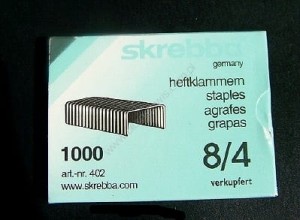 skrebba
germany
heftklammern
staples
agrafes
grapas
1000
8/4
art.-nr. 402
www.skrebba.com
verkupfert